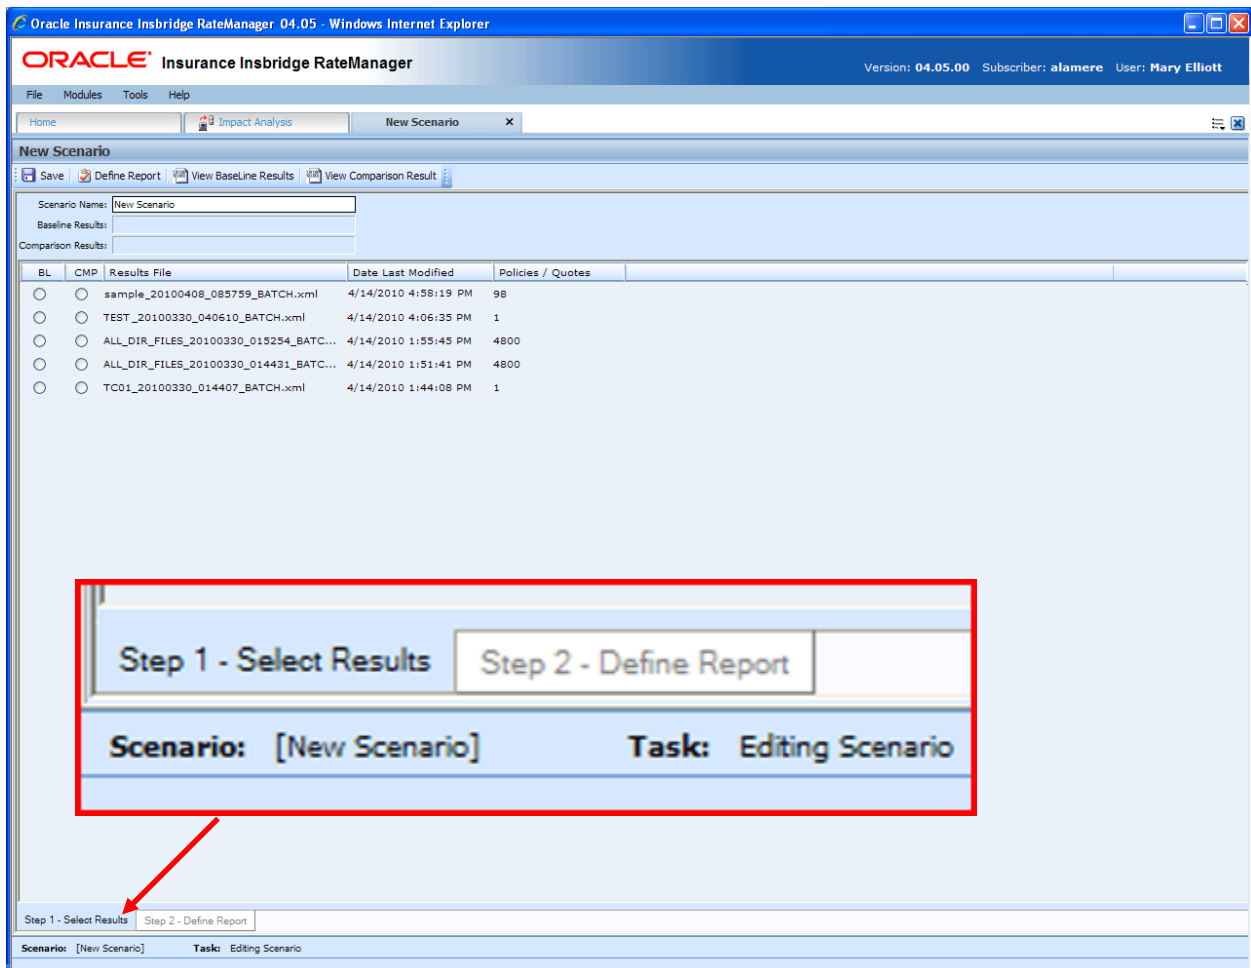 Oracle Insurance Insbridge RateManager 04.05 - Windows Internet Explorer
ORACLE Insurance Insbridge RateManager
Version: 04.05.00 Subscriber: alamere User: Mary Elliott
File Modules Tools Help
Home Impact Analysis New Scenario x
New Scenario
Save Define Report View BaseLine Results View Comparison Result
Scenario Name: New Scenario
Baseline Results:
Comparison Results:
BL CMP Results File Date Last Modified Policies / Quotes
sample_20100408_085759_BATCH.xml 4/14/2010 4:58:19 PM 98
TEST_20100330_040610_BATCH.xml 4/14/2010 4:06:35 PM 1
ALL_DIR_FILES_20100330_015254_BATC... 4/14/2010 1:55:45 PM 4800
ALL_DIR_FILES_20100330_014431_BATC... 4/14/2010 1:51:41 PM 4800
TC01_20100330_014407_BATCH.xml 4/14/2010 1:44:08 PM 1
Step 1 - Select Results Step 2 - Define Report
Scenario: [New Scenario] Task: Editing Scenario
Step 1 - Select Results Step 2 - Define Report
Scenario: [New Scenario] Task: Editing Scenario